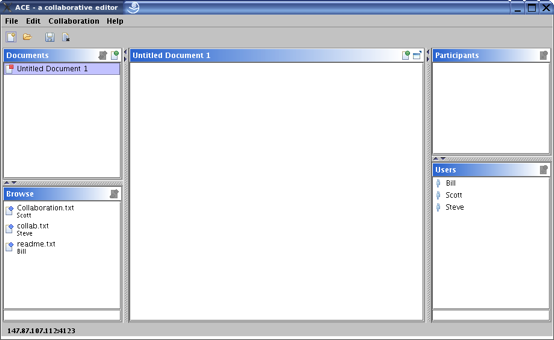 ACE - a collaborative editor
File Edit Collaboration Help
Documents
Untitled Document 1
Untitled Document 1
Participants
Browse
Collaboration.txt
Scott
collab.txt
Steve
readme.txt
Bill
Users
Bill
Scott
Steve
147.87.107.112:4123